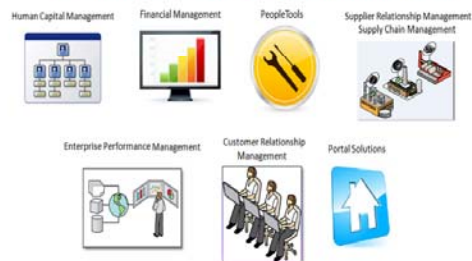 Human Capital Management
Financial Management
PeopleTools
Supplier Relationship Management
Supply Chain Management
Enterprise Performance Management
Customer Relationship
Management
Portal Solutions